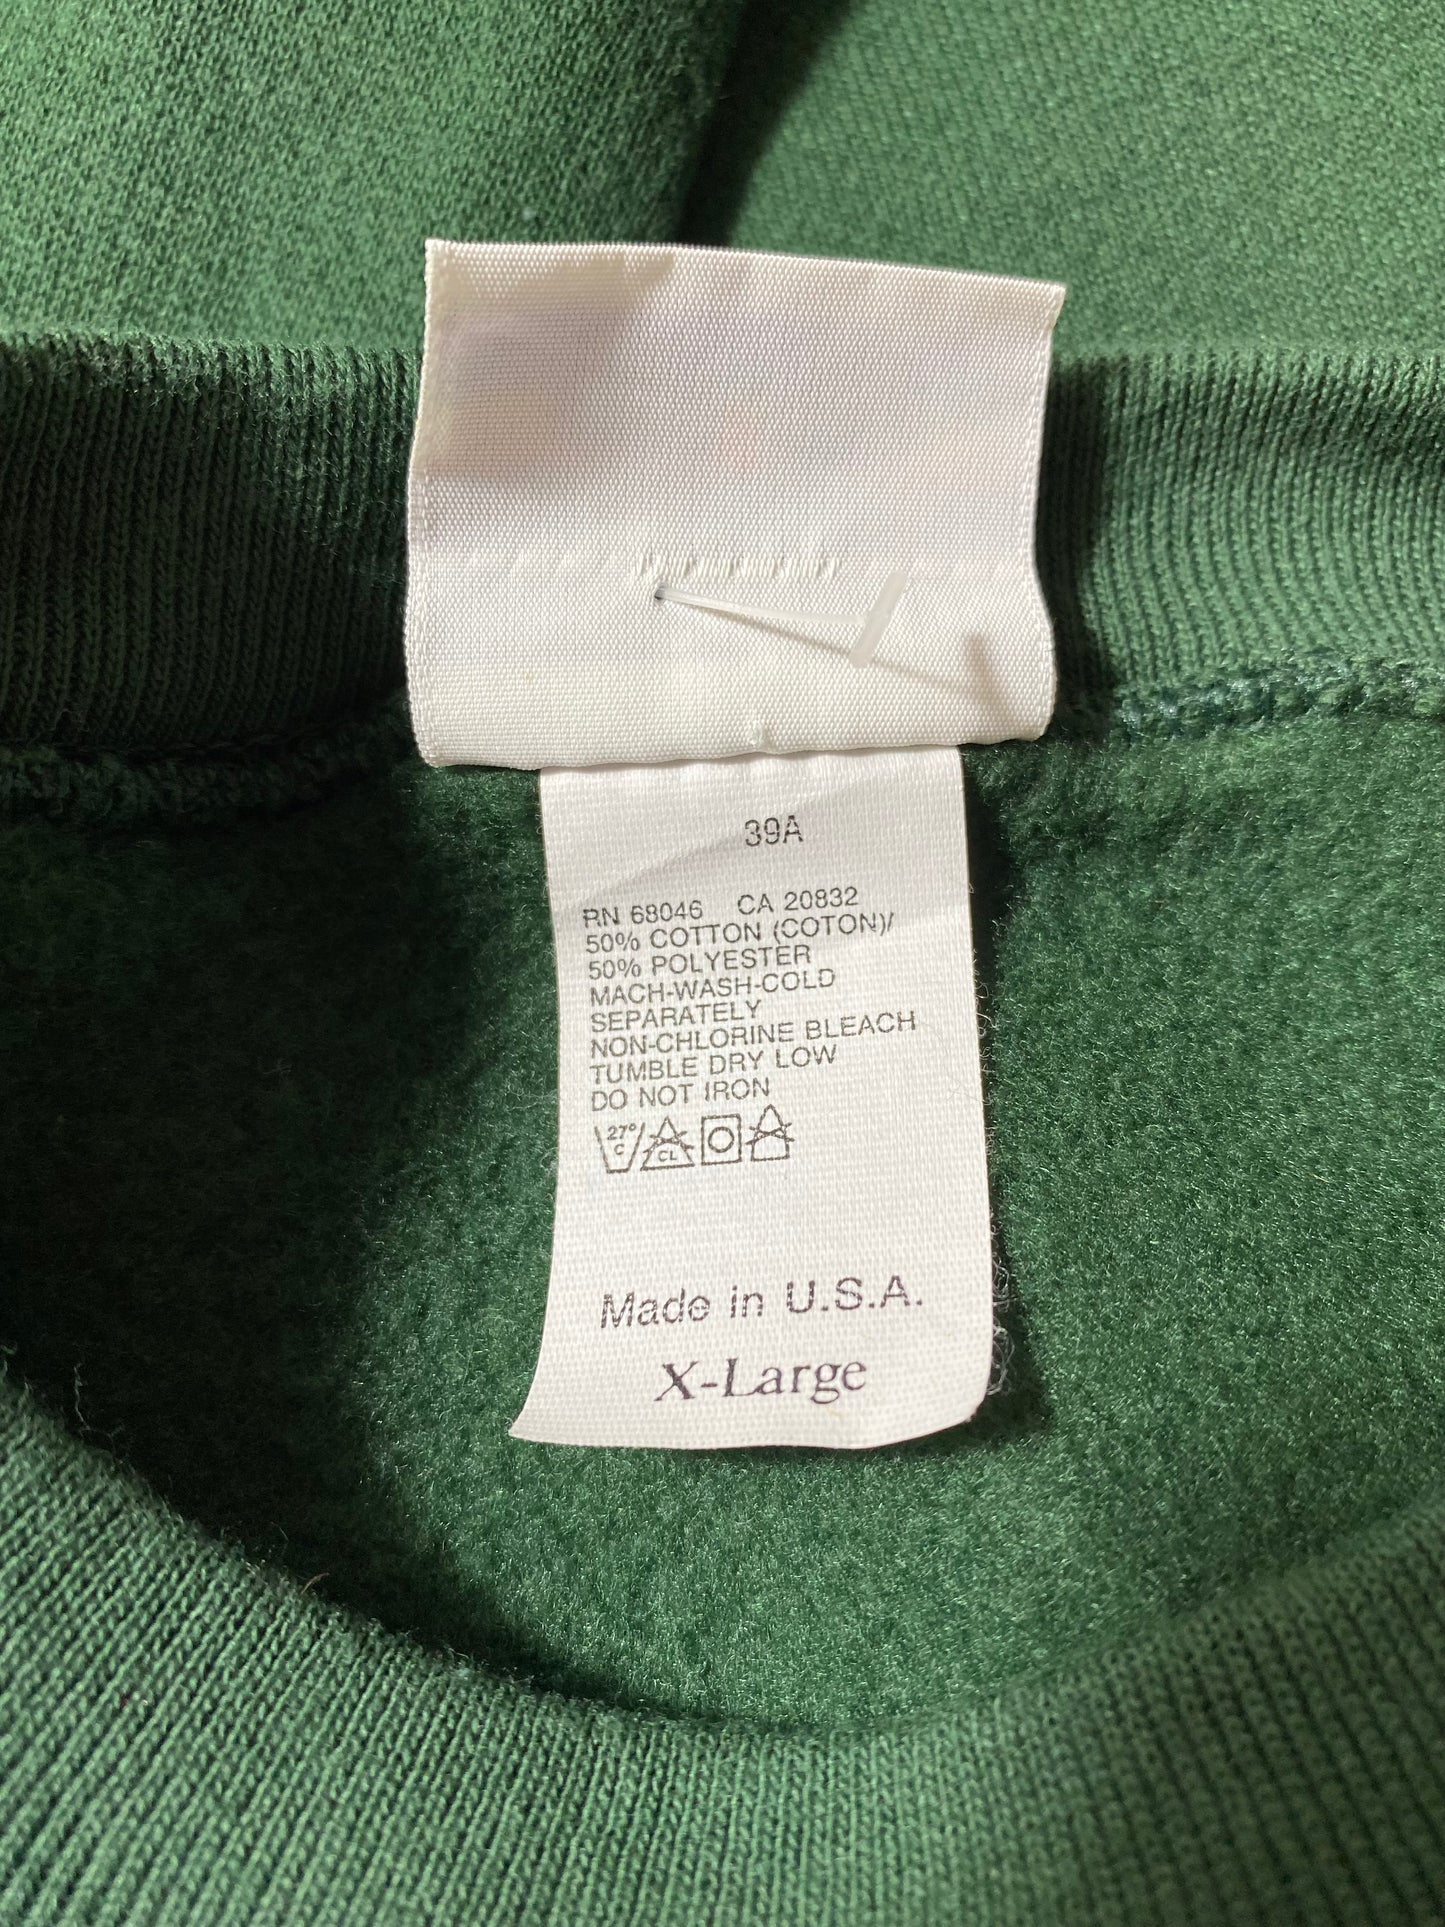 39A
RN 68046 CA 20832
50% COTTON (COTON)/
50% POLYESTER
MACH-WASH-COLD
SEPARATELY
NON-CHLORINE BLEACH
TUMBLE DRY LOW
DO NOT IRON
27°
C CL
Made in U.S.A.
X-Large